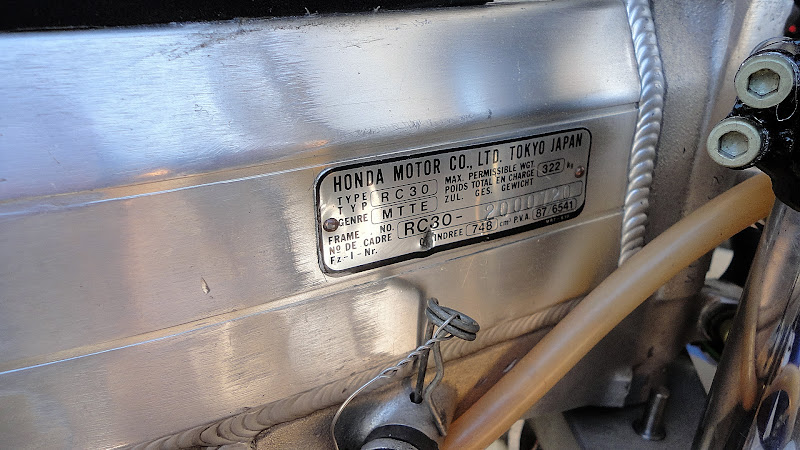 HONDA MOTOR CO., LTD. TOKYO JAPAN
TYPE TYP RC30 MAX. PERMISSIBLE WGT. 322 kg
GENRE MTTE POIDS TOTAL EN CHARGE
ZUL. GES. GEWICHT
FRAME NO. RC30-
Nº DE CADRE CYLINDREE 748 cm³ P.V.A. 87 6541
Fz-I-Nr.